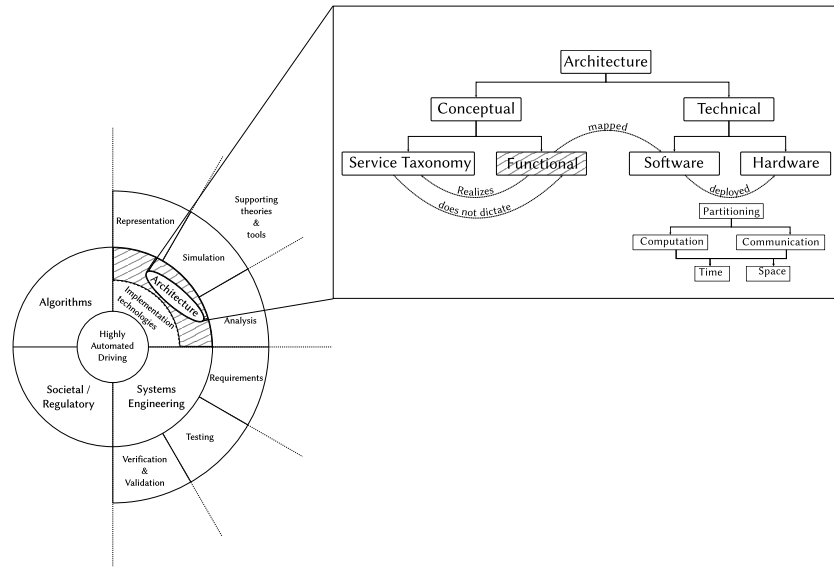 Architecture
Conceptual
Technical
mapped
Service Taxonomy
Functional
Software
Hardware
Realizes
does not dictate
deployed
Partitioning
Computation
Communication
Time
Space
Supporting
theories
&
tools
Representation
Simulation
Architecture
Implementation
technologies
Algorithms
Analysis
Highly
Automated
Driving
Requirements
Societal /
Regulatory
Systems
Engineering
Testing
Verification
&
Validation